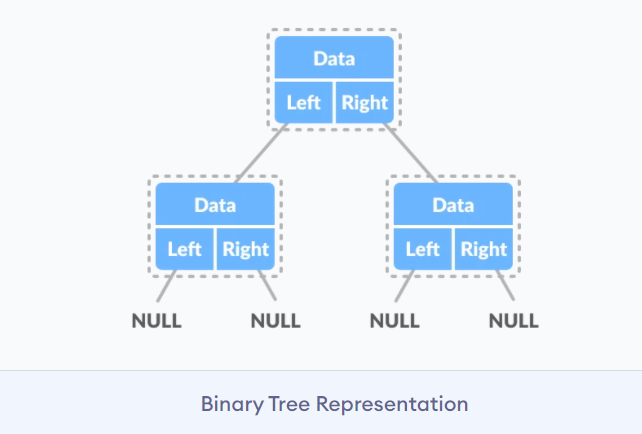 Data
Left Right
Data Data
Left Right Left Right
NULL NULL NULL NULL
Binary Tree Representation